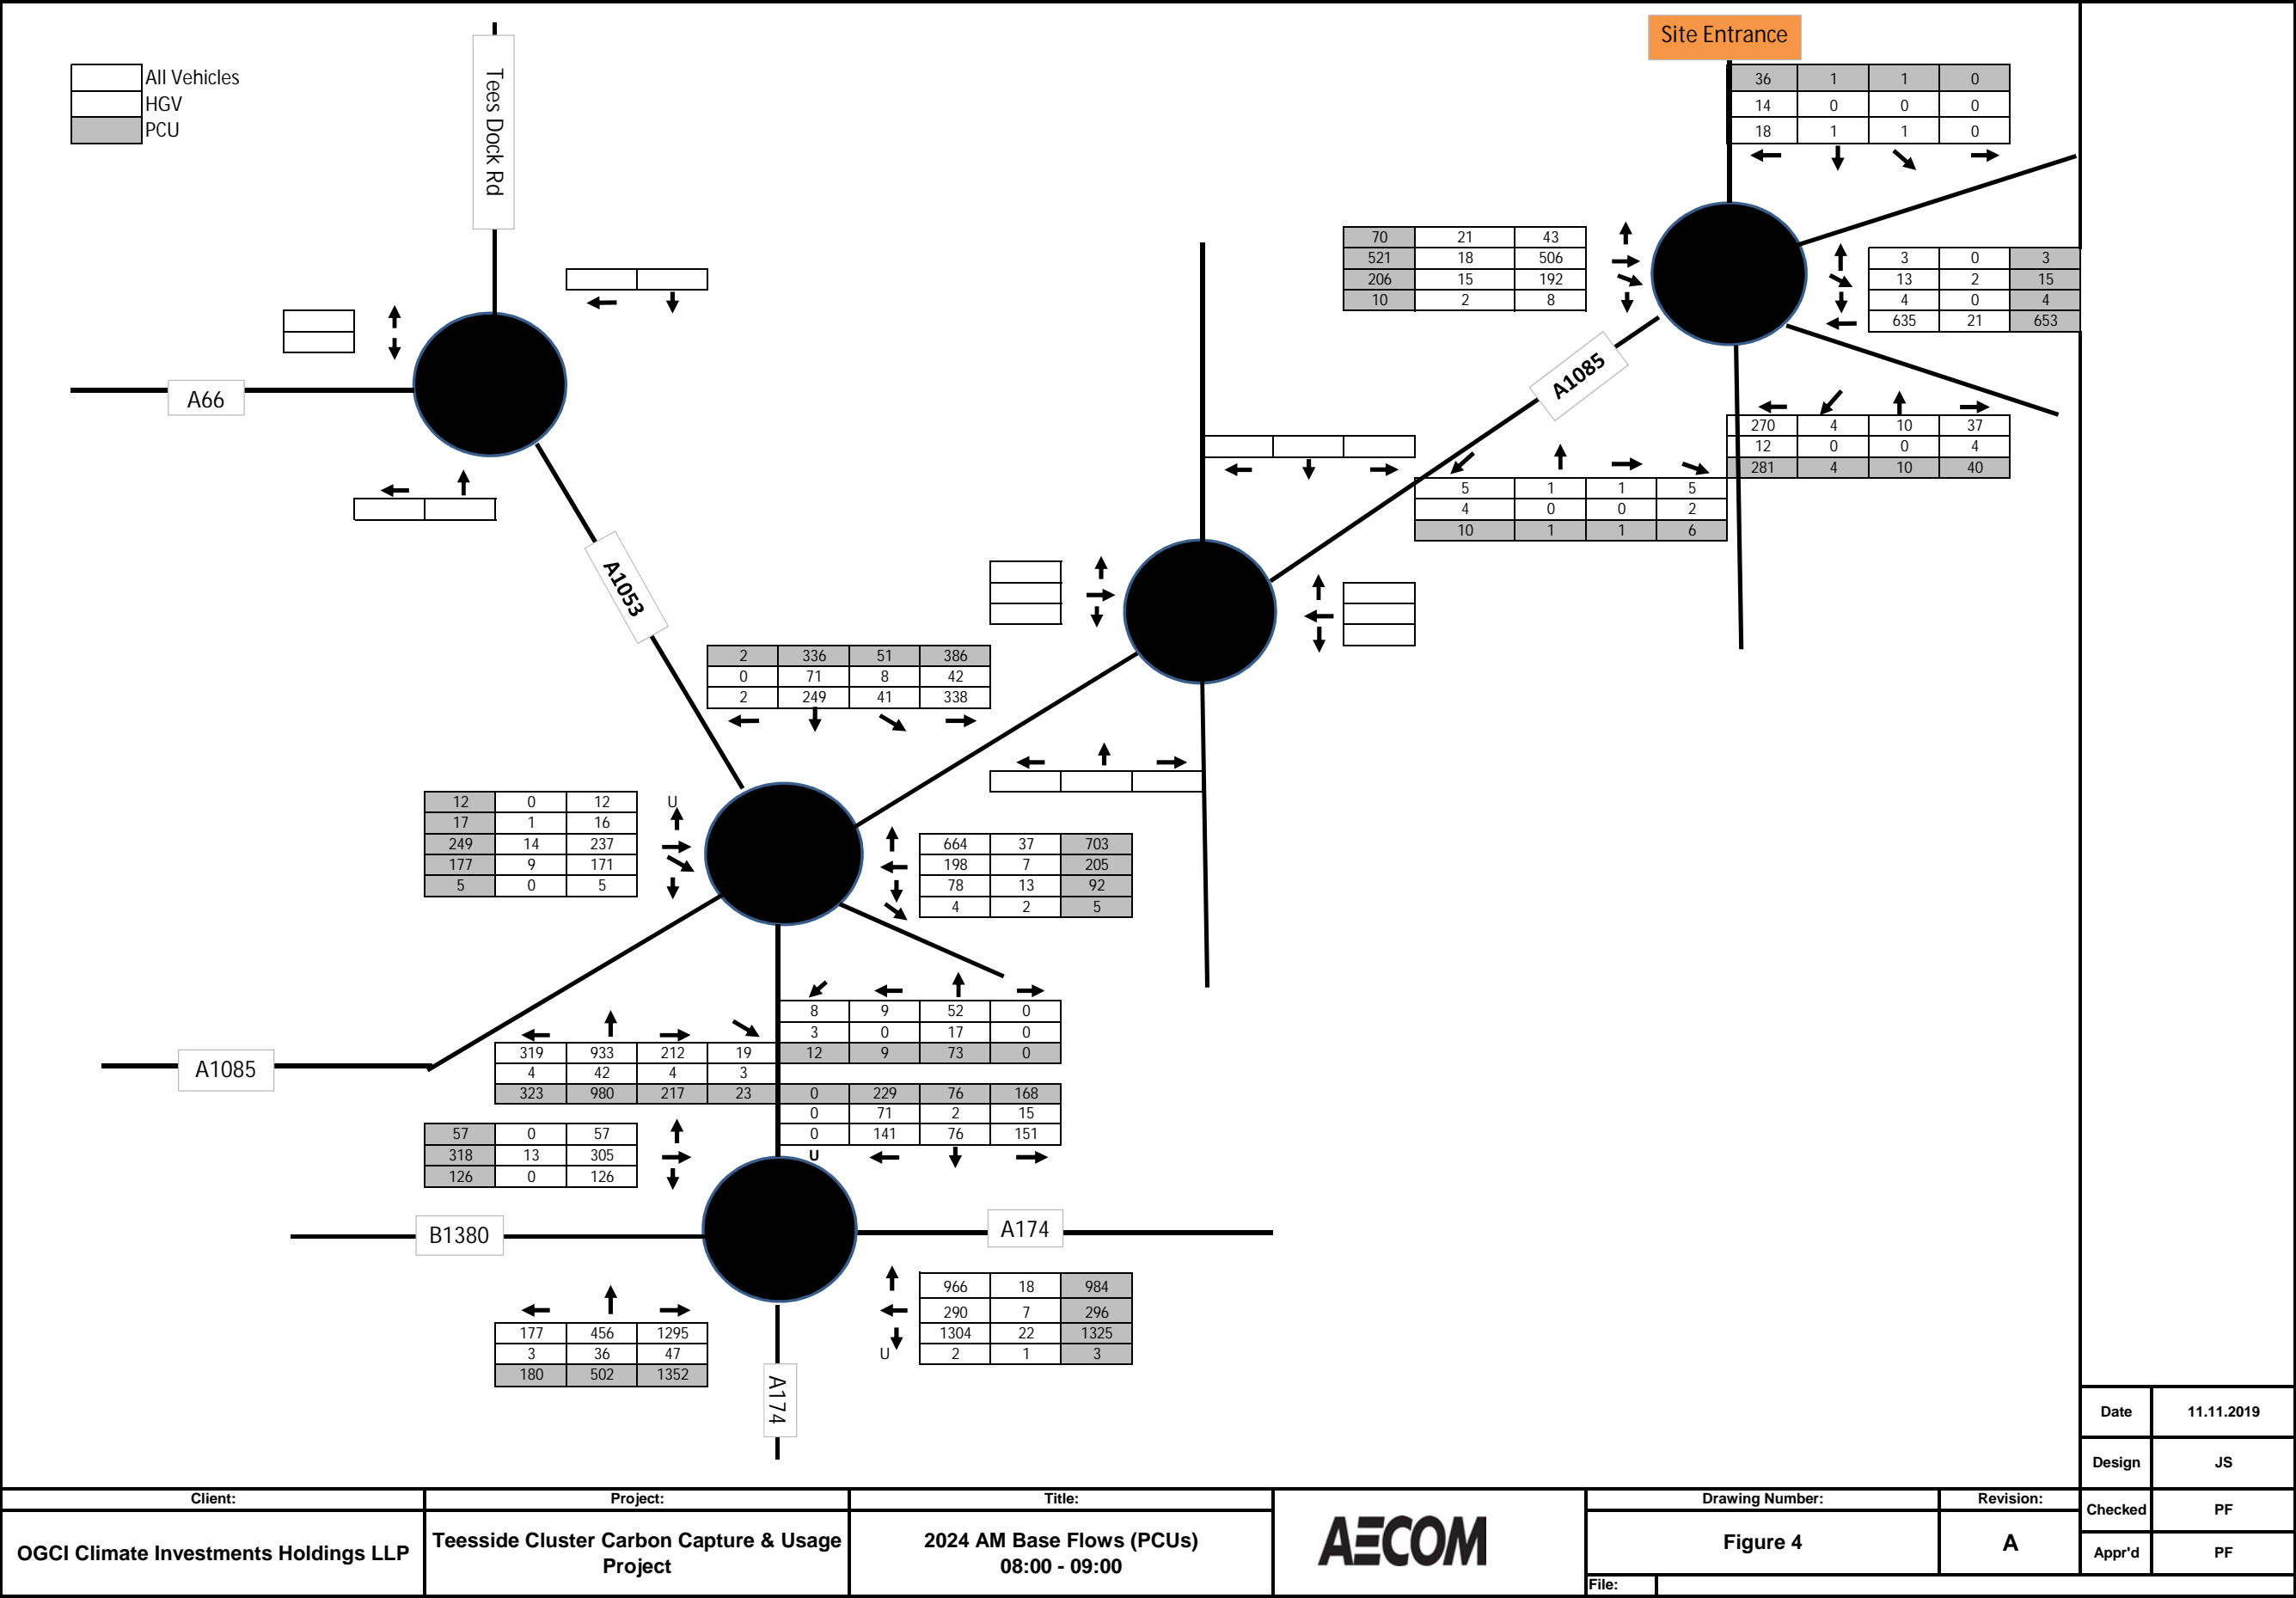 Site Entrance
All Vehicles
HGV
PCU
Tees Dock Rd
36 1 1 0
14 0 0 0
18 1 1 0
70 21 43
521 18 506
206 15 192
10 2 8
3 0 3
13 2 15
4 0 4
635 21 653
A66
A1085
270 4 10 37
12 0 0 4
281 4 10 40
5 1 1 5
4 0 0 2
10 1 1 6
A1053
2 336 51 386
0 71 8 42
2 249 41 338
12 0 12 U
17 1 16
249 14 237
177 9 171
5 0 5
664 37 703
198 7 205
78 13 92
4 2 5
8 9 52 0
3 0 17 0
12 9 73 0
319 933 212 19
4 42 4 3
323 980 217 23
A1085
0 229 76 168
0 71 2 15
0 141 76 151
U
57 0 57
318 13 305
126 0 126
B1380
A174
966 18 984
290 7 296
1304 22 1325
U 2 1 3
177 456 1295
3 36 47
180 502 1352
A174
Date 11.11.2019
Design JS
Checked PF
Appr'd PF
Client:
OGCI Climate Investments Holdings LLP
Project:
Teesside Cluster Carbon Capture & Usage
Project
Title:
2024 AM Base Flows (PCUs)
08:00 - 09:00
AECOM
Drawing Number:
Figure 4
Revision:
A
File: